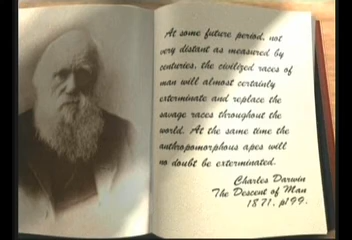 At some future period, not
very distant as measured by
centuries, the civilized races of
man will almost certainly
exterminate and replace the
savage races throughout the
world. At the same time the
anthropomorphous apes will
no doubt be exterminated.
Charles Darwin
The Descent of Man
1871, p199.